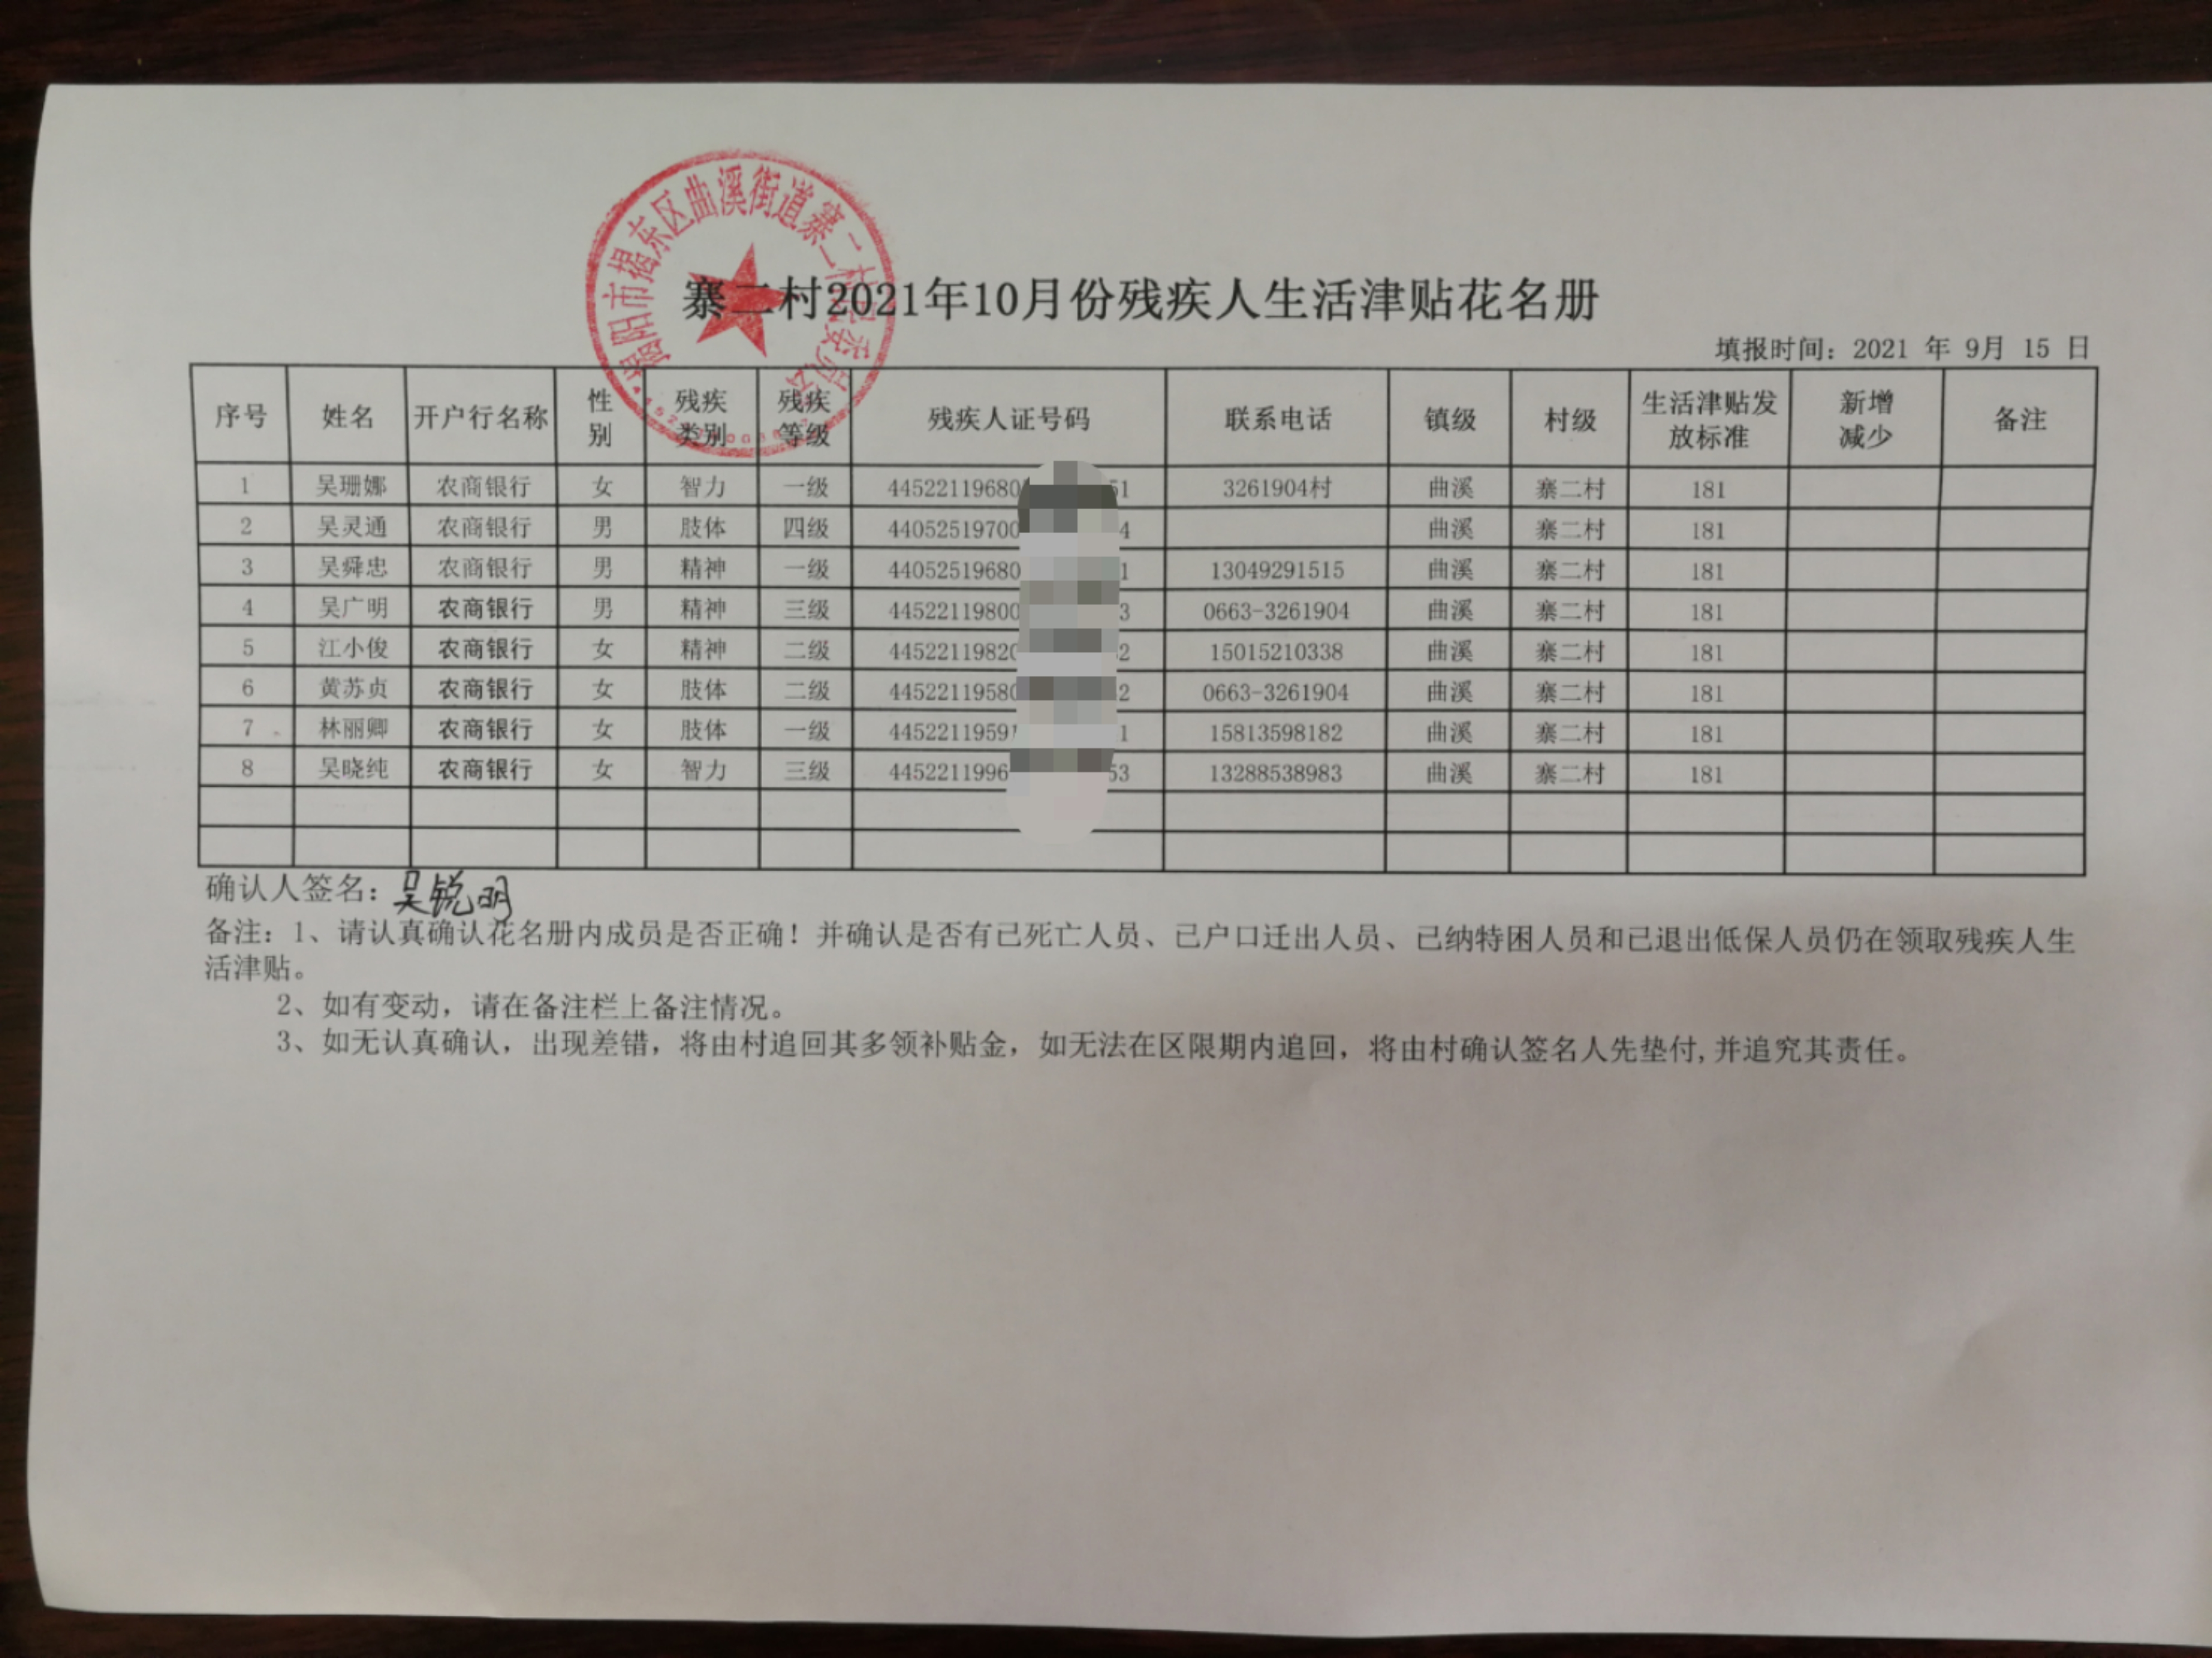 揭阳市揭东区曲溪街道寨二村民委员会
寨二村2021年10月份残疾人生活津贴花名册
填报时间：2021 年 9月 15 日
序号 姓名 开户行名称 性别 残疾类别 残疾等级 残疾人证号码 联系电话 镇级 村级 生活津贴发放标准 新增减少 备注
1 吴珊娜 农商银行 女 智力 一级 44522119680 51 3261904村 曲溪 寨二村 181
2 吴灵通 农商银行 男 肢体 四级 44052519700 4 曲溪 寨二村 181
3 吴舜忠 农商银行 男 精神 一级 44052519680 1 13049291515 曲溪 寨二村 181
4 吴广明 农商银行 男 精神 三级 44522119800 3 0663-3261904 曲溪 寨二村 181
5 江小俊 农商银行 女 精神 二级 44522119820 2 15015210338 曲溪 寨二村 181
6 黄苏贞 农商银行 女 肢体 二级 44522119580 2 0663-3261904 曲溪 寨二村 181
7 林丽卿 农商银行 女 肢体 一级 44522119591 1 15813598182 曲溪 寨二村 181
8 吴晓纯 农商银行 女 智力 三级 4452211996 53 13288538983 曲溪 寨二村 181
确认人签名：吴锐明
备注：1、请认真确认花名册内成员是否正确！并确认是否有已死亡人员、已户口迁出人员、已纳特困人员和已退出低保人员仍在领取残疾人生
活津贴。
2、如有变动，请在备注栏上备注情况。
3、如无认真确认，出现差错，将由村追回其多领补贴金，如无法在区限期内追回，将由村确认签名人先垫付,并追究其责任。